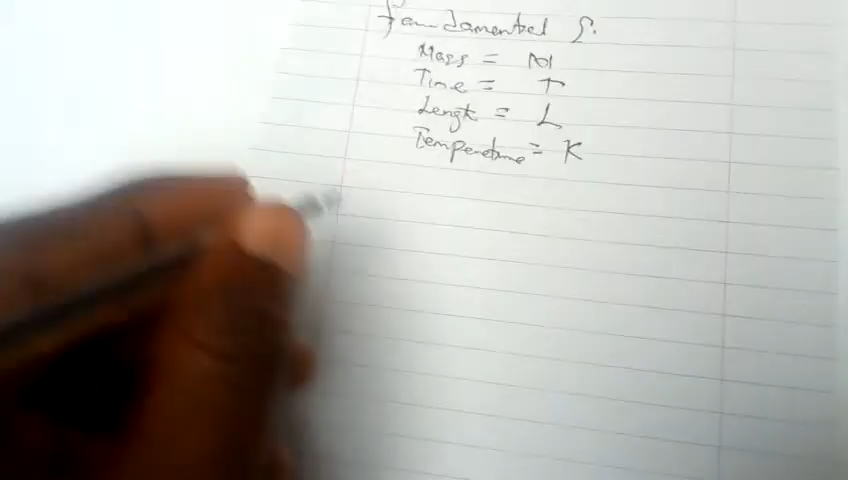 fundamental S.
Mass = M
Time = T
Length = L
Temperature = K